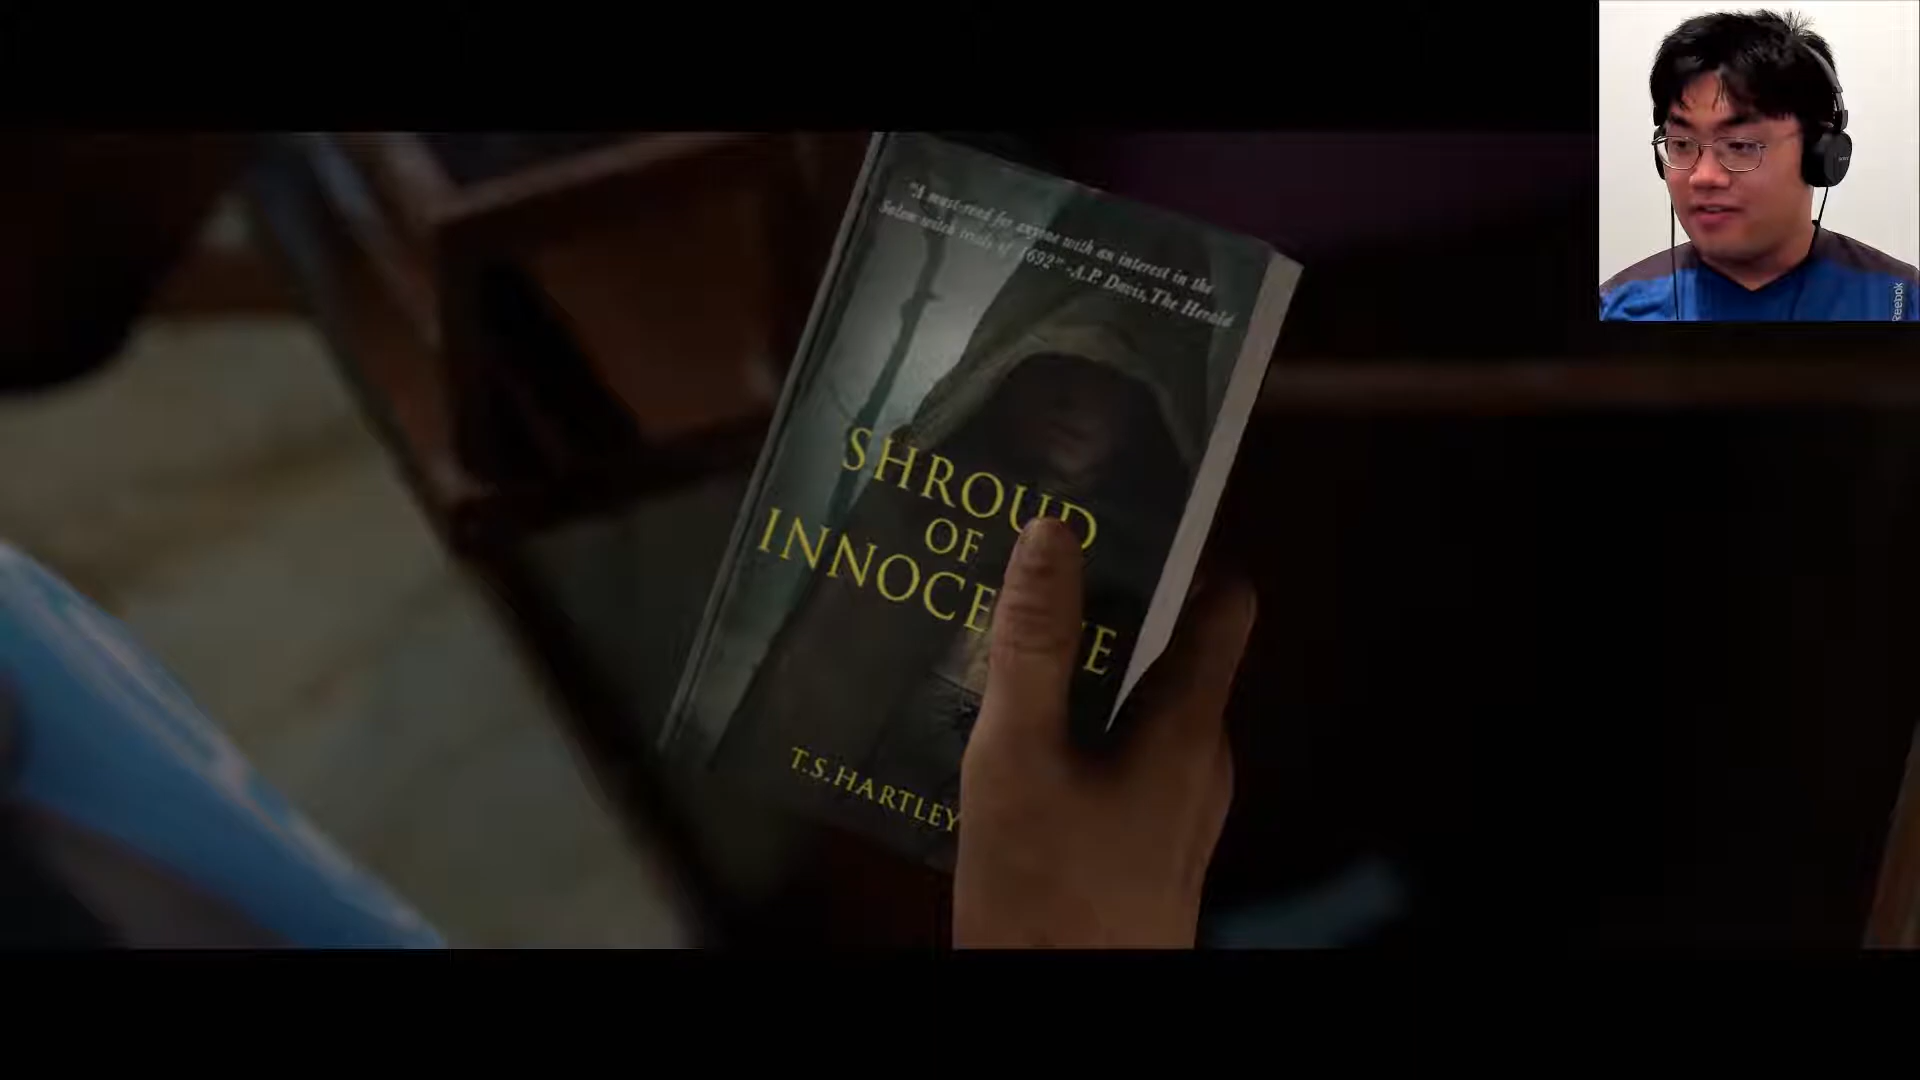 "A must-read for anyone with an interest in the
Salem witch trials of 1692" -A.P. Davis, The Herald
SHROUD
OF
INNOCE E
T.S.HARTLEY
Reebok